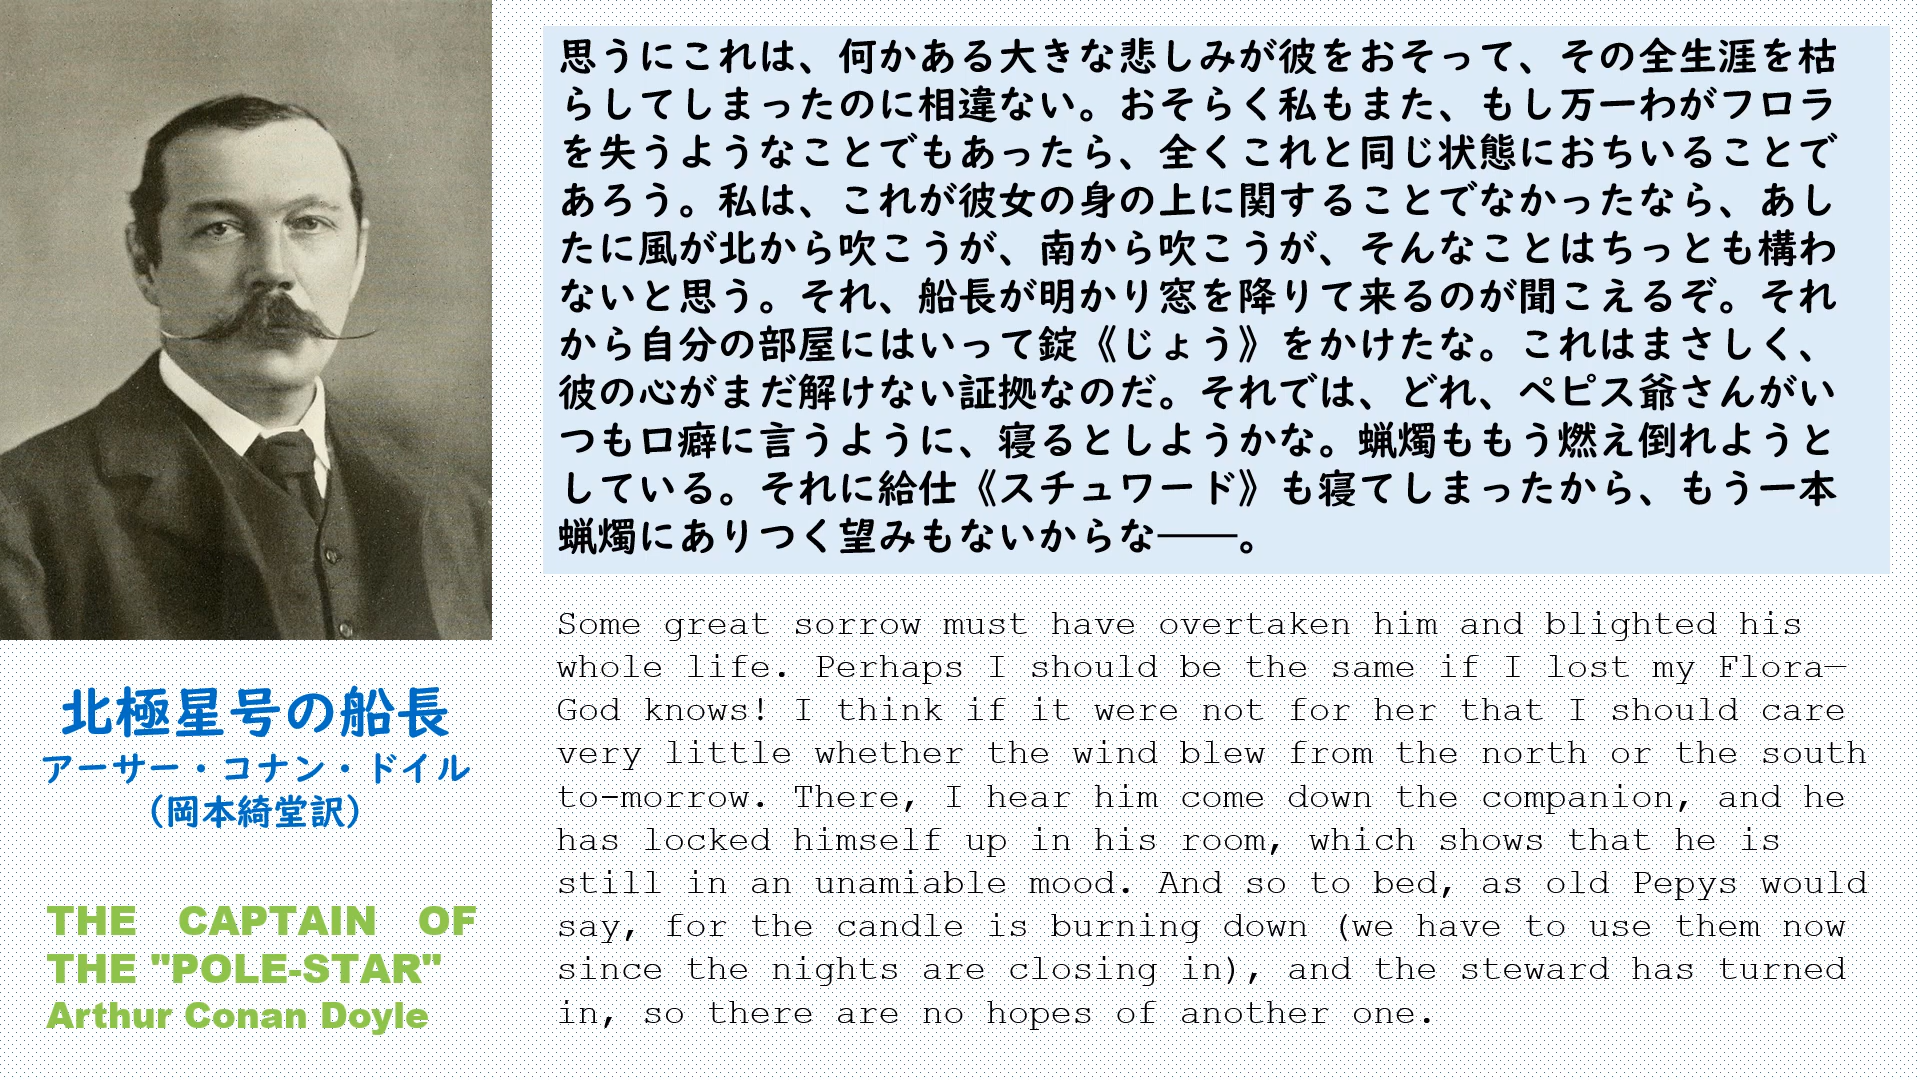 思うにこれは、何かある大きな悲しみが彼をおそって、その全生涯を枯
らしてしまったのに相違ない。おそらく私もまた、もし万一わがフロラ
を失うようなことでもあったら、全くこれと同じ状態におちいることで
あろう。私は、これが彼女の身の上に関することでなかったなら、あし
たに風が北から吹こうが、南から吹こうが、そんなことはちっとも構わ
ないと思う。それ、船長が明かり窓を降りて来るのが聞こえるぞ。それ
から自分の部屋にはいって錠《じょう》をかけたな。これはまさしく、
彼の心がまだ解けない証拠なのだ。それでは、どれ、ペピス爺さんがい
つも口癖に言うように、寝るとしようかな。蝋燭ももう燃え倒れようと
している。それに給仕《スチュワード》も寝てしまったから、もう一本
蝋燭にありつく望みもないからな――。
Some great sorrow must have overtaken him and blighted his
whole life. Perhaps I should be the same if I lost my Flora—
God knows! I think if it were not for her that I should care
very little whether the wind blew from the north or the south
to-morrow. There, I hear him come down the companion, and he
has locked himself up in his room, which shows that he is
still in an unamiable mood. And so to bed, as old Pepys would
say, for the candle is burning down (we have to use them now
since the nights are closing in), and the steward has turned
in, so there are no hopes of another one.
北極星号の船長
アーサー・コナン・ドイル
（岡本綺堂訳）
THE CAPTAIN OF
THE "POLE-STAR"
Arthur Conan Doyle